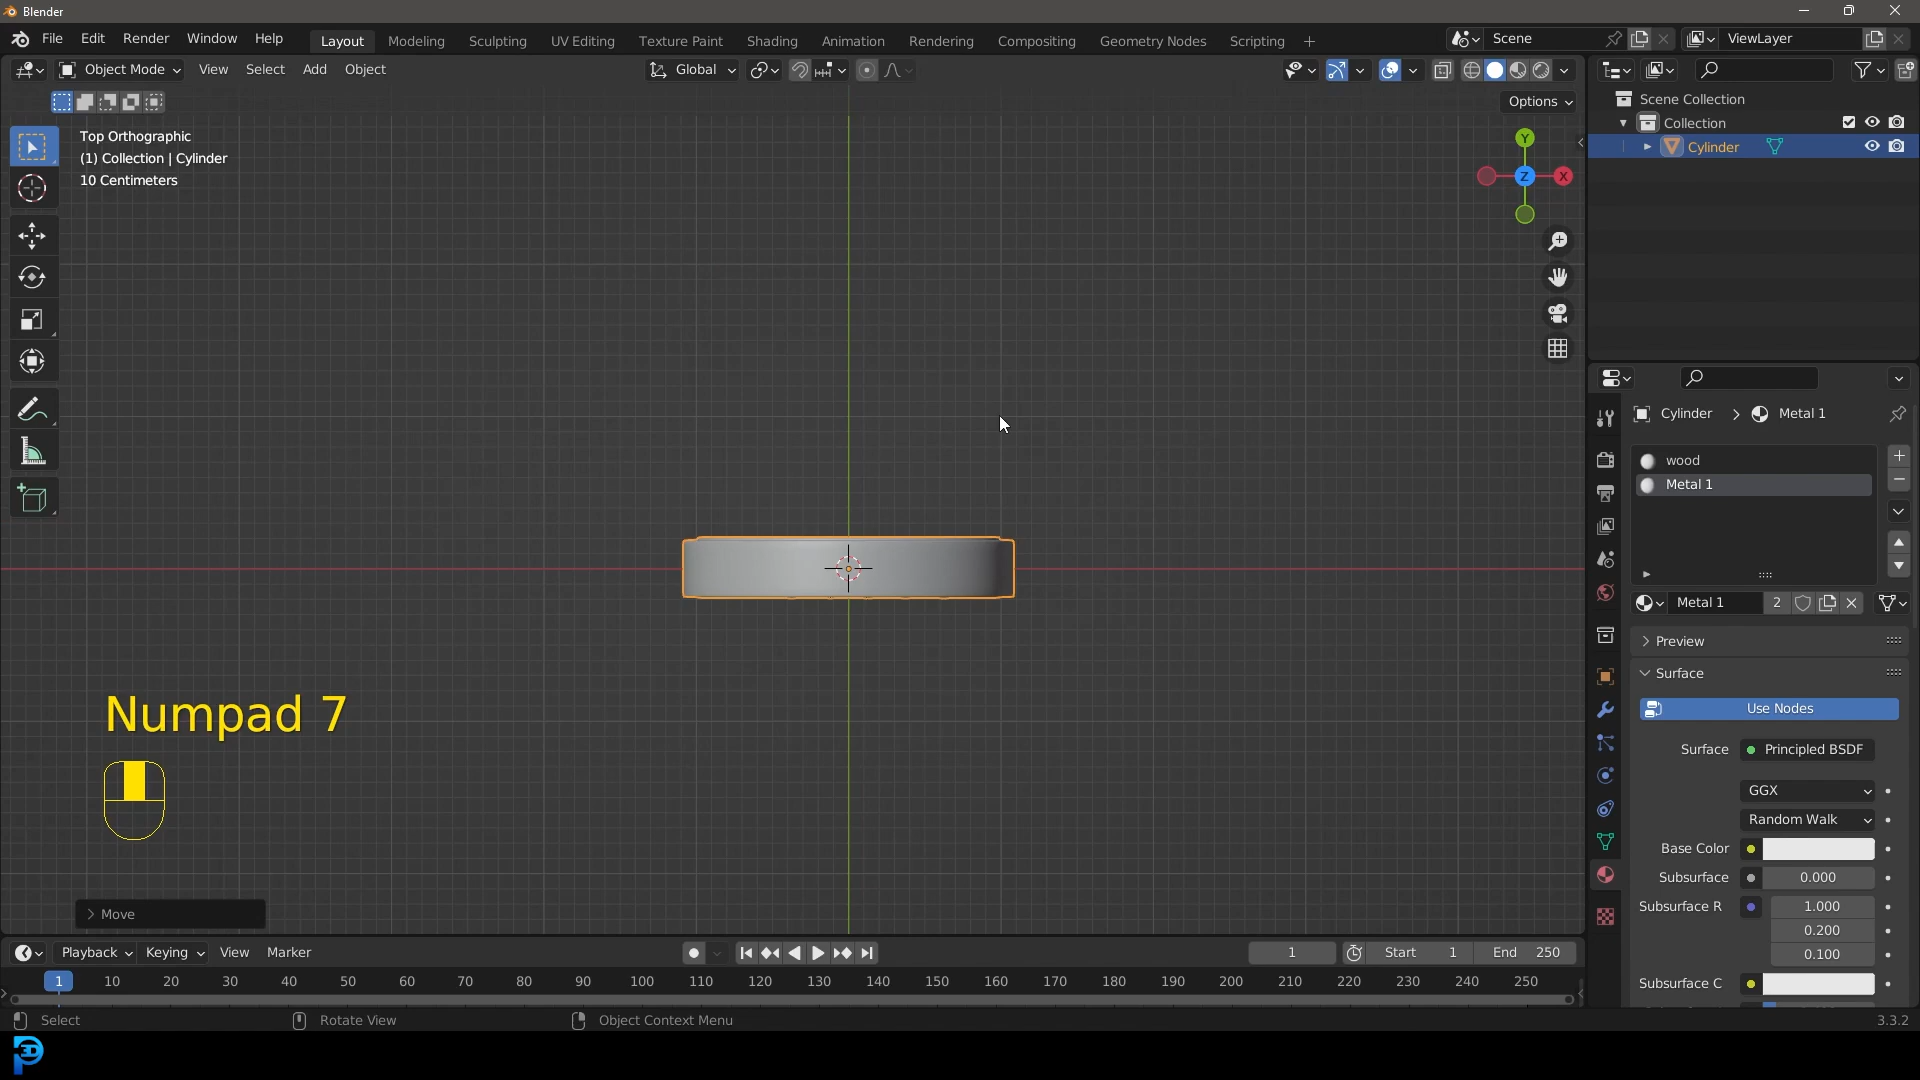 Blender
File Edit Render Window Help Layout Modeling Sculpting UV Editing Texture Paint Shading Animation Rendering Compositing Geometry Nodes Scripting + Scene ViewLayer
Object Mode View Select Add Object Global
Options
Top Orthographic
(1) Collection | Cylinder
10 Centimeters
Y
Z X
Scene Collection
Collection
Cylinder
Cylinder > Metal 1
wood
Metal 1
Metal 1 2
Preview
Surface
Use Nodes
Surface Principled BSDF
GGX
Random Walk
Base Color
Subsurface 0.000
Subsurface R 1.000
0.200
0.100
Subsurface C
Numpad 7
Move
Playback Keying View Marker 1 Start 1 End 250
1 10 20 30 40 50 60 70 80 90 100 110 120 130 140 150 160 170 180 190 200 210 220 230 240 250
Select Rotate View Object Context Menu 3.3.2